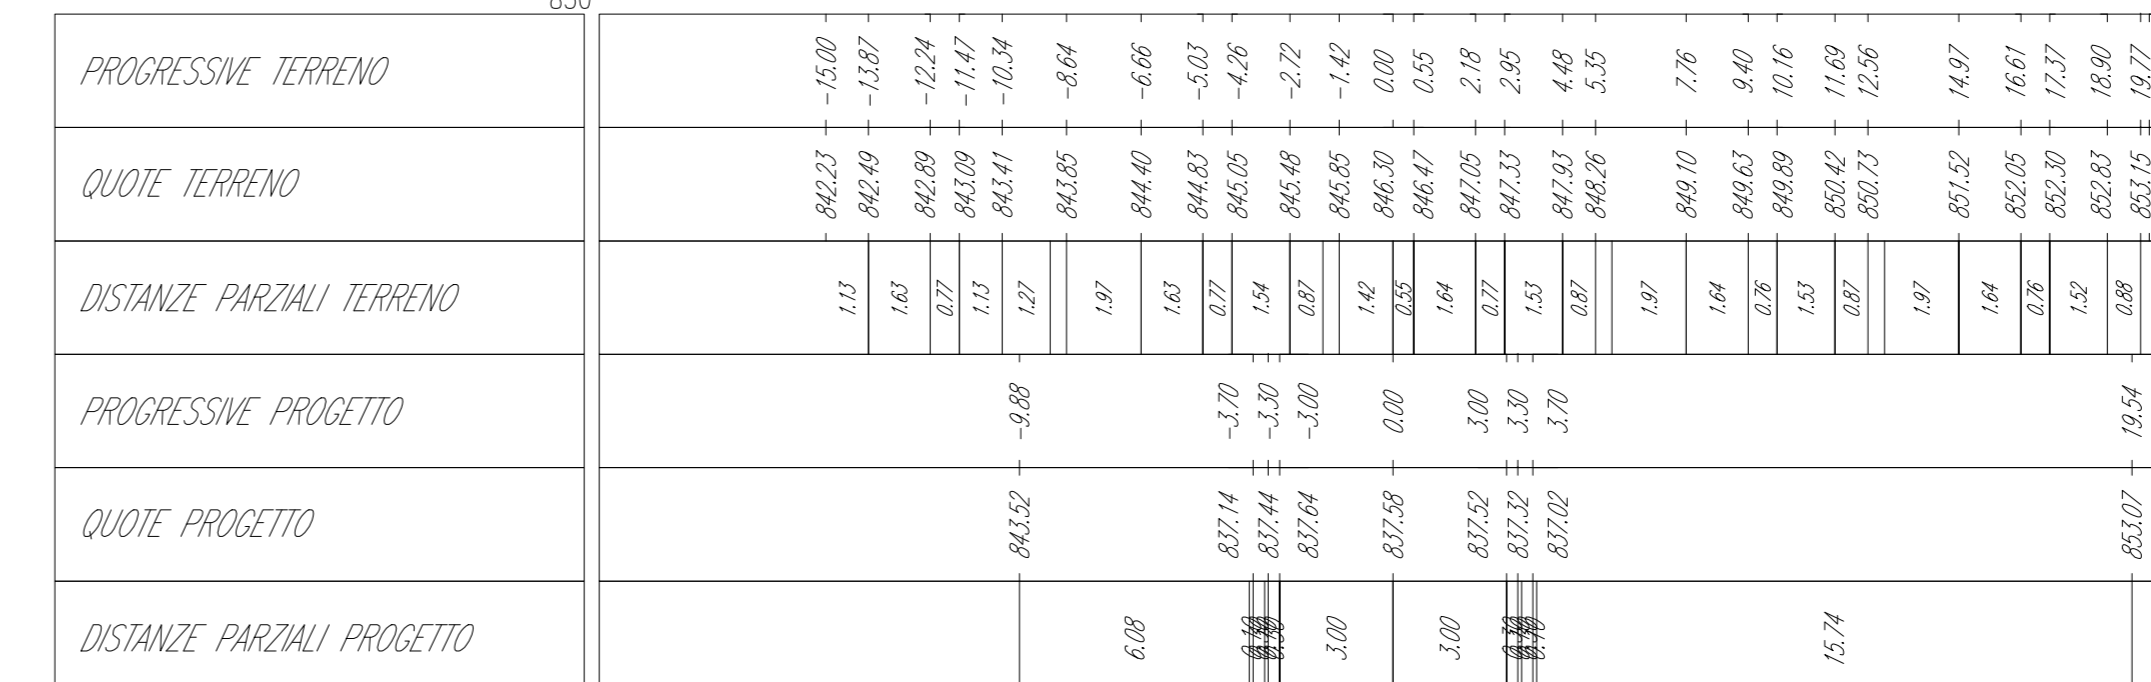 PROGRESSIVE TERRENO -15.00 -13.87 -12.24 -11.47 -10.34 -8.64 -6.66 -5.03 -4.26 -2.72 -1.42 0.00 0.55 2.18 2.95 4.48 5.35 7.76 9.40 10.16 11.69 12.56 14.97 16.61 17.37 18.90 19.77
QUOTE TERRENO 842.23 842.49 842.89 843.09 843.41 843.85 844.40 844.83 845.05 845.48 845.85 846.30 846.47 847.05 847.33 847.93 848.26 849.10 849.63 849.89 850.42 850.73 851.52 852.05 852.30 852.83 853.15
DISTANZE PARZIALI TERRENO 1.13 1.63 0.77 1.13 1.27 1.97 1.63 0.77 1.54 0.87 1.42 0.55 1.64 0.77 1.53 0.87 1.97 1.64 0.76 1.53 0.87 1.97 1.64 0.76 1.52 0.88
PROGRESSIVE PROGETTO -9.88 -3.70 -3.30 -3.00 0.00 3.00 3.30 3.70 19.54
QUOTE PROGETTO 843.52 837.14 837.44 837.64 837.58 837.52 837.32 837.02 853.07
DISTANZE PARZIALI PROGETTO 6.08 3.00 3.00 15.74